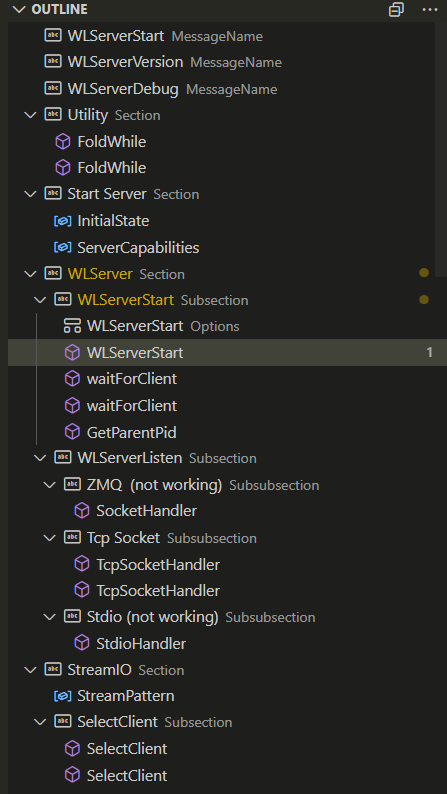 OUTLINE
WLServerStart MessageName
WLServerVersion MessageName
WLServerDebug MessageName
Utility Section
FoldWhile
FoldWhile
Start Server Section
InitialState
ServerCapabilities
WLServer Section
WLServerStart Subsection
WLServerStart Options
WLServerStart 1
waitForClient
waitForClient
GetParentPid
WLServerListen Subsection
ZMQ (not working) Subsubsection
SocketHandler
Tcp Socket Subsubsection
TcpSocketHandler
TcpSocketHandler
Stdio (not working) Subsubsection
StdioHandler
StreamIO Section
StreamPattern
SelectClient Subsection
SelectClient
SelectClient